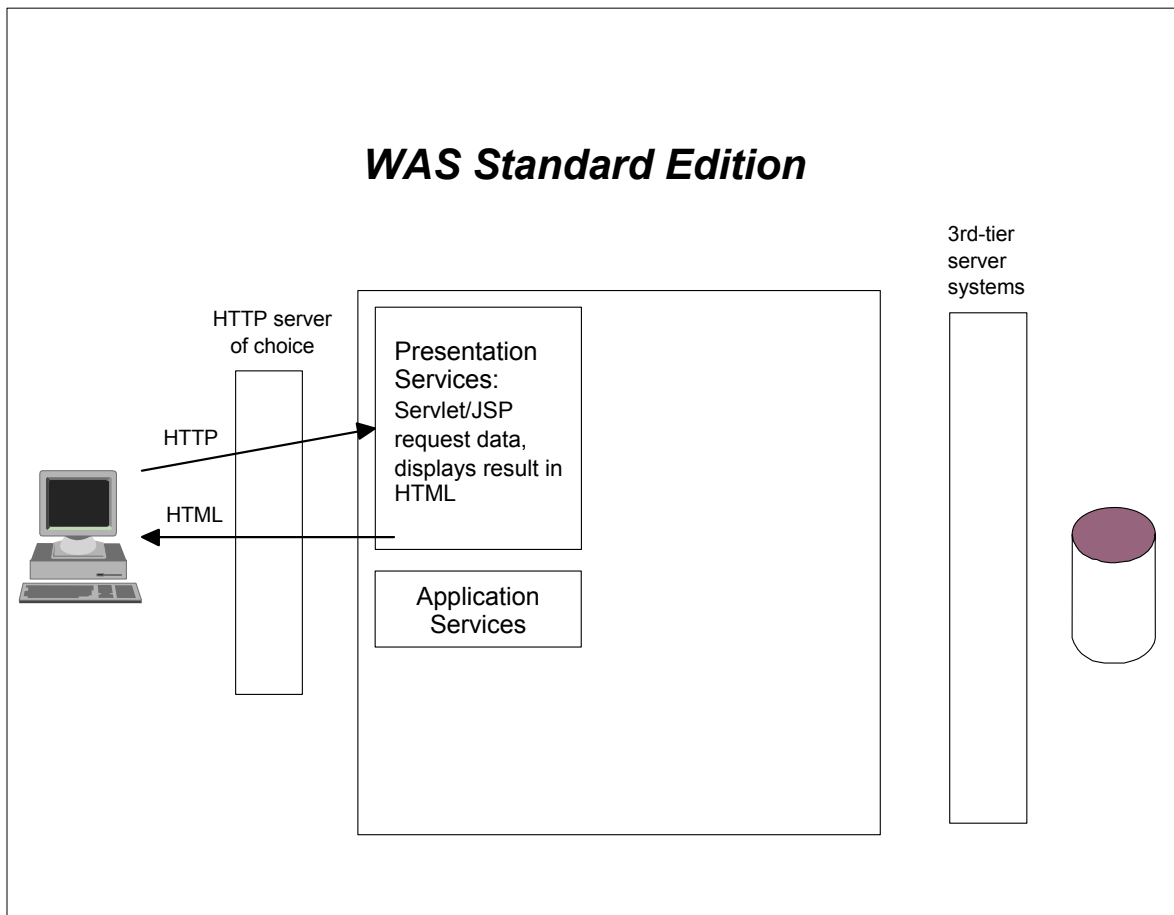 WAS Standard Edition
3rd-tier
server
systems
HTTP server
of choice
Presentation
Services:
Servlet/JSP
request data,
displays result in
HTML
HTTP
HTML
Application
Services